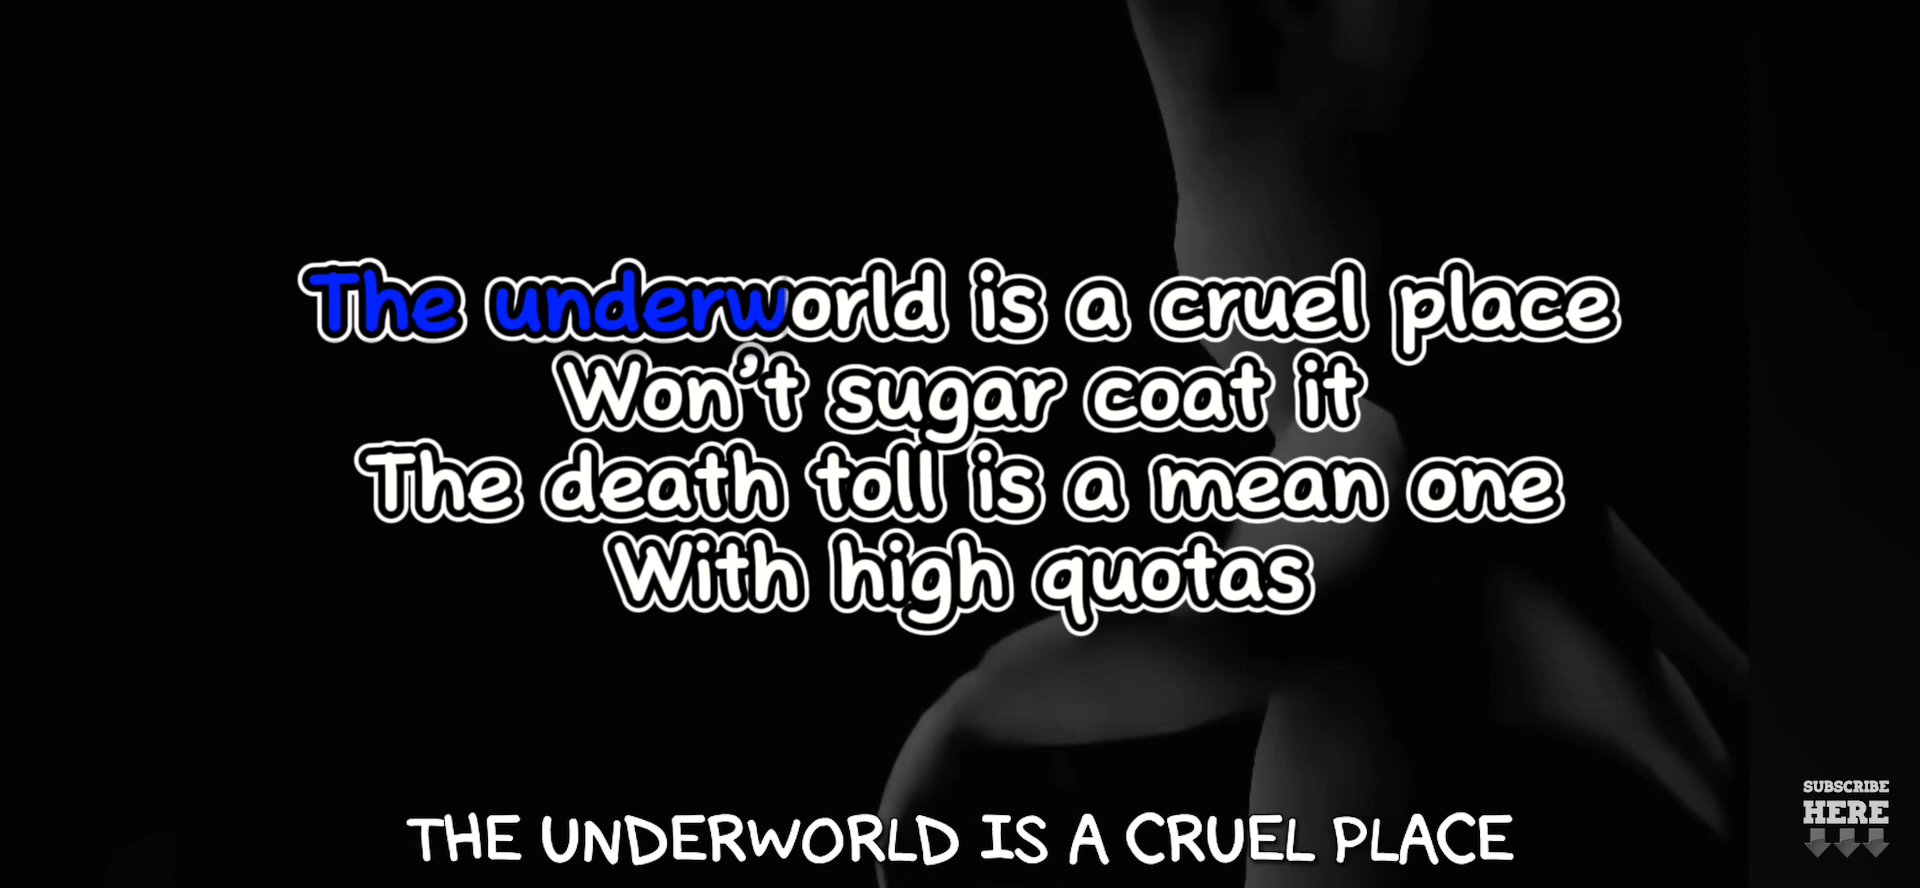 The underworld is a cruel place
Won't sugar coat it
The death toll is a mean one
With high quotas
THE UNDERWORLD IS A CRUEL PLACE
SUBSCRIBE
HERE